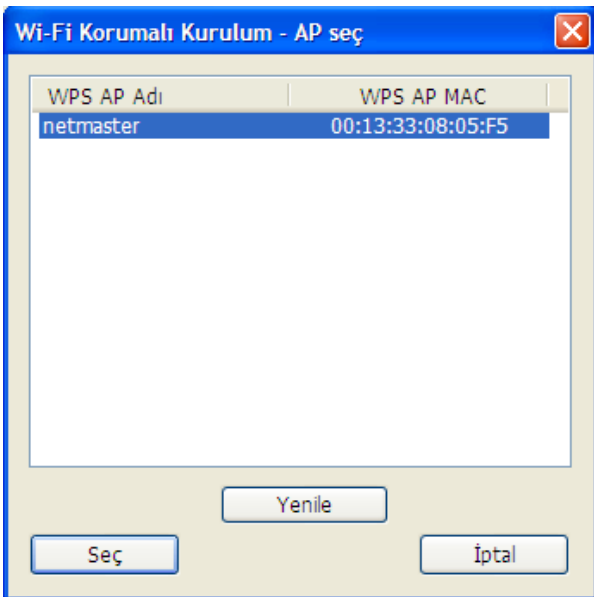 Wi-Fi Korumalı Kurulum - AP seç
WPS AP Adı WPS AP MAC
netmaster 00:13:33:08:05:F5
Yenile
Seç İptal